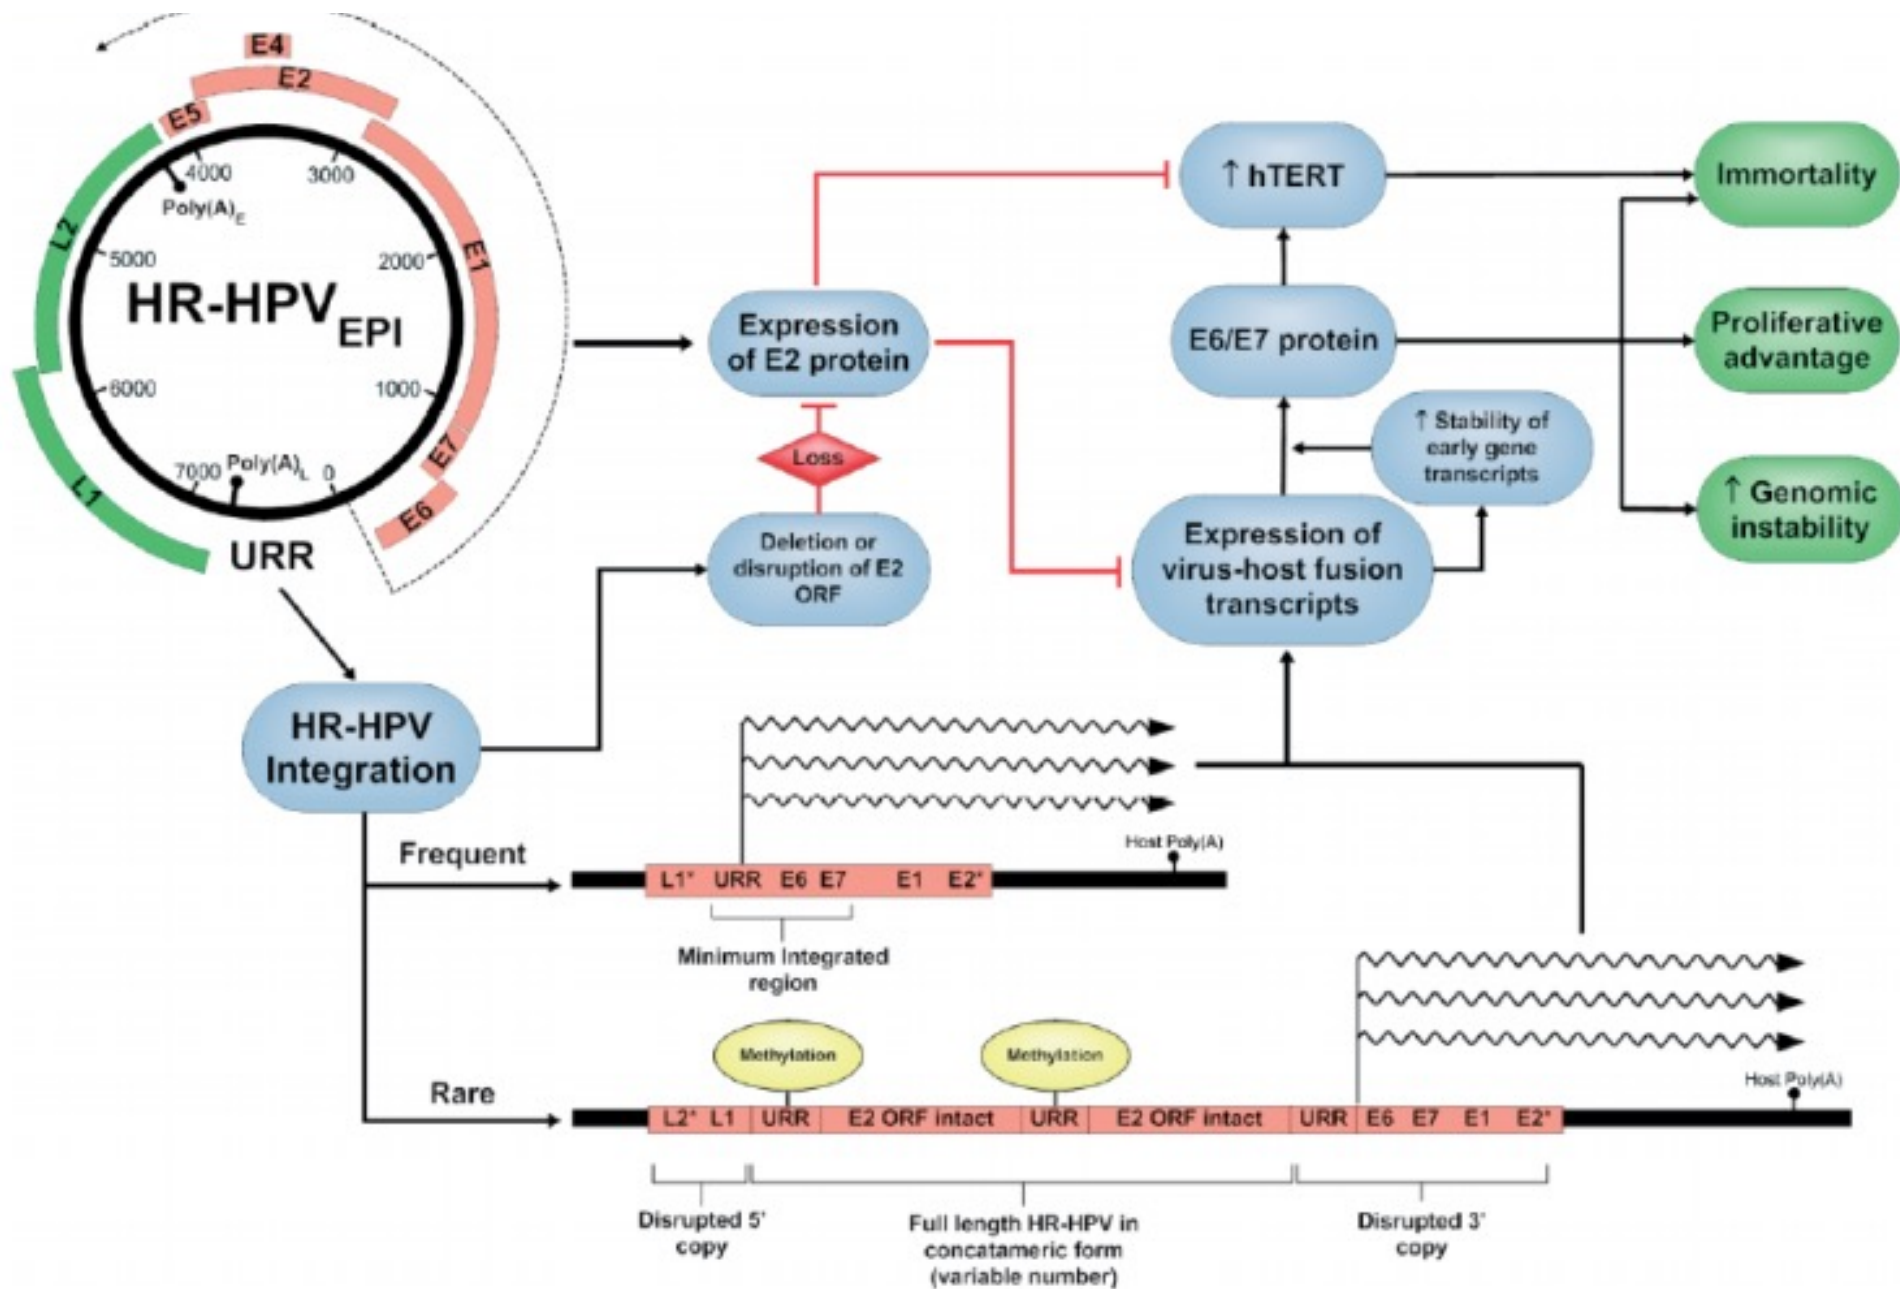 E4
E2
E5
E1
E7
E6
L2
L1
4000
3000
Poly(A)E
5000
2000
HR-HPVEPI
6000
1000
7000
Poly(A)L
0
URR
Expression
of E2 protein
Loss
Deletion or
disruption of E2
ORF
↑ hTERT
E6/E7 protein
↑ Stability of
early gene
transcripts
Expression of
virus-host fusion
transcripts
Immortality
Proliferative
advantage
↑ Genomic
instability
HR-HPV
Integration
Frequent
Host Poly(A)
L1* URR E6 E7 E1 E2*
Minimum Integrated
region
Methylation
Methylation
Rare
Host Poly(A)
L2* L1 URR E2 ORF intact URR E2 ORF intact URR E6 E7 E1 E2*
Disrupted 5'
copy
Full length HR-HPV in
concatameric form
(variable number)
Disrupted 3'
copy